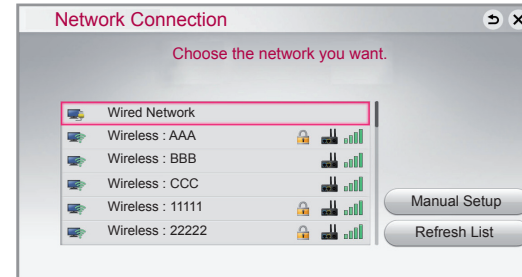 Network Connection
Choose the network you want.
Wired Network
Wireless : AAA
Wireless : BBB
Wireless : CCC
Wireless : 11111
Wireless : 22222
Manual Setup
Refresh List